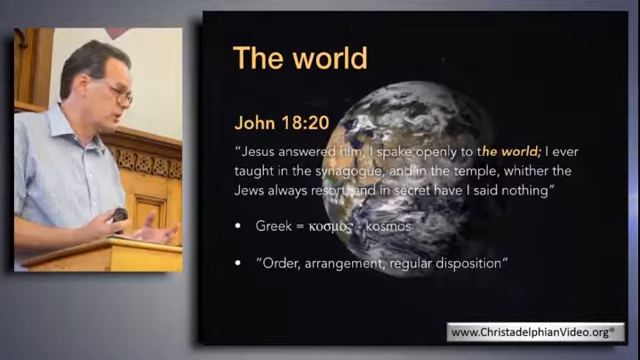 The world
John 18:20
“Jesus answered him, I spake openly to the world; I ever
taught in the synagogue, and in the temple, whither the
Jews always resort, and in secret have I said nothing”
• Greek = κοσμος - kosmos
• “Order, arrangement, regular disposition”
www.ChristadelphianVideo.org®